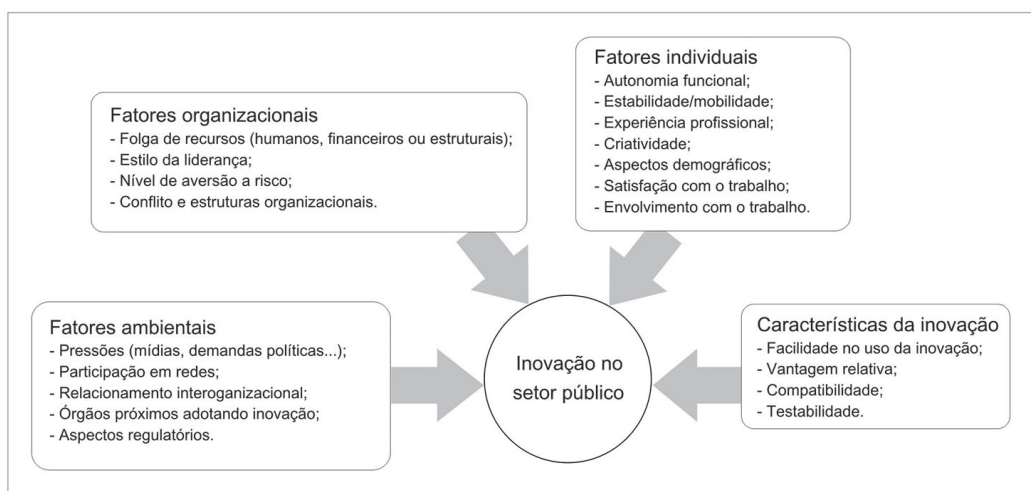 Fatores organizacionais
- Folga de recursos (humanos, financeiros ou estruturais);
- Estilo da liderança;
- Nível de aversão a risco;
- Conflito e estruturas organizacionais.
Fatores individuais
- Autonomia funcional;
- Estabilidade/mobilidade;
- Experiência profissional;
- Criatividade;
- Aspectos demográficos;
- Satisfação com o trabalho;
- Envolvimento com o trabalho.
Fatores ambientais
- Pressões (mídias, demandas políticas...);
- Participação em redes;
- Relacionamento interoganizacional;
- Órgãos próximos adotando inovação;
- Aspectos regulatórios.
Inovação no
setor público
Características da inovação
- Facilidade no uso da inovação;
- Vantagem relativa;
- Compatibilidade;
- Testabilidade.